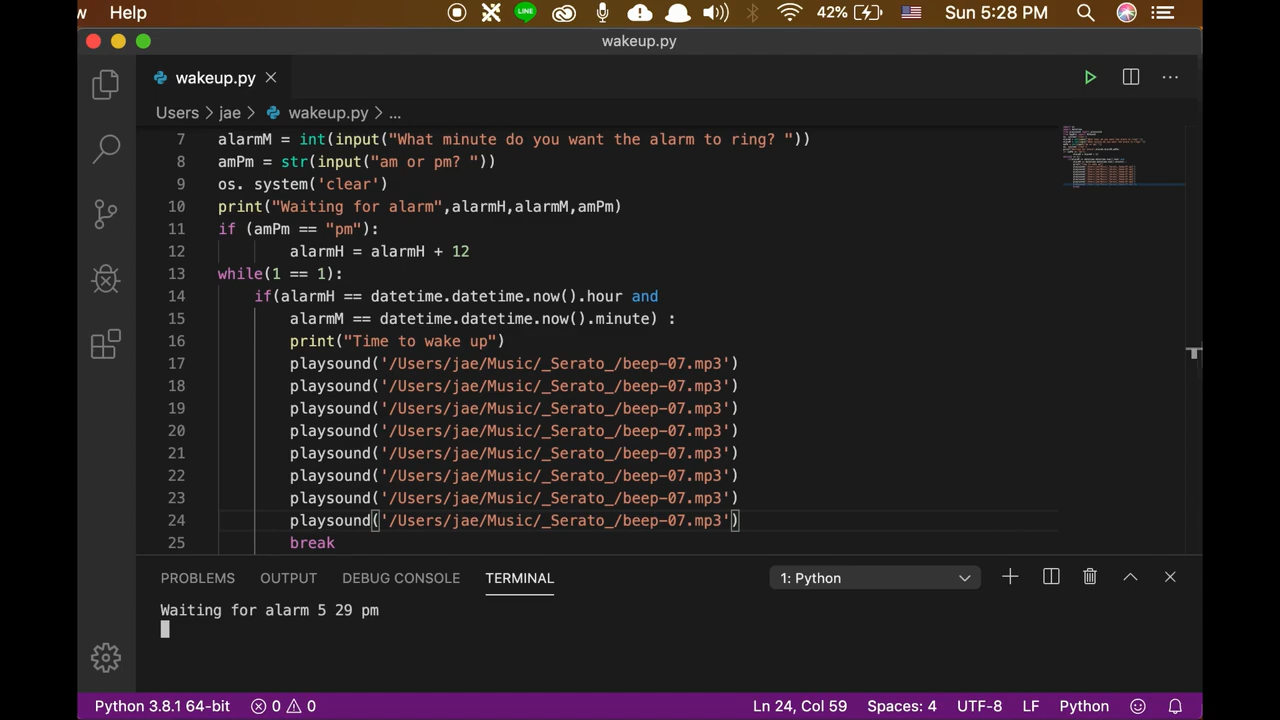 w Help 42% Sun 5:28 PM
LINE
wakeup.py
wakeup.py
Users > jae > wakeup.py > ...
7 alarmM = int(input("What minute do you want the alarm to ring? "))
8 amPm = str(input("am or pm? "))
9 os. system('clear')
10 print("Waiting for alarm",alarmH,alarmM,amPm)
11 if (amPm == "pm"):
12 alarmH = alarmH + 12
13 while(1 == 1):
14 if(alarmH == datetime.datetime.now().hour and
15 alarmM == datetime.datetime.now().minute) :
16 print("Time to wake up")
17 playsound('/Users/jae/Music/_Serato_/beep-07.mp3')
18 playsound('/Users/jae/Music/_Serato_/beep-07.mp3')
19 playsound('/Users/jae/Music/_Serato_/beep-07.mp3')
20 playsound('/Users/jae/Music/_Serato_/beep-07.mp3')
21 playsound('/Users/jae/Music/_Serato_/beep-07.mp3')
22 playsound('/Users/jae/Music/_Serato_/beep-07.mp3')
23 playsound('/Users/jae/Music/_Serato_/beep-07.mp3')
24 playsound('/Users/jae/Music/_Serato_/beep-07.mp3')
25 break
PROBLEMS OUTPUT DEBUG CONSOLE TERMINAL 1: Python
Waiting for alarm 5 29 pm
Python 3.8.1 64-bit 0 0 Ln 24, Col 59 Spaces: 4 UTF-8 LF Python